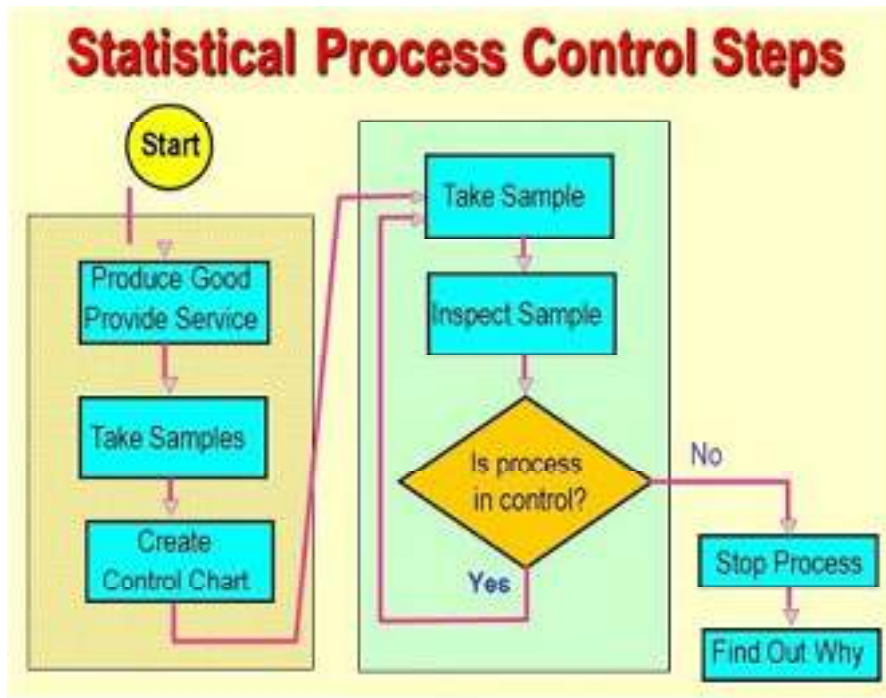 Statistical Process Control Steps
Start
Produce Good
Provide Service
Take Samples
Create
Control Chart
Take Sample
Inspect Sample
Is process
in control?
No
Yes
Stop Process
Find Out Why